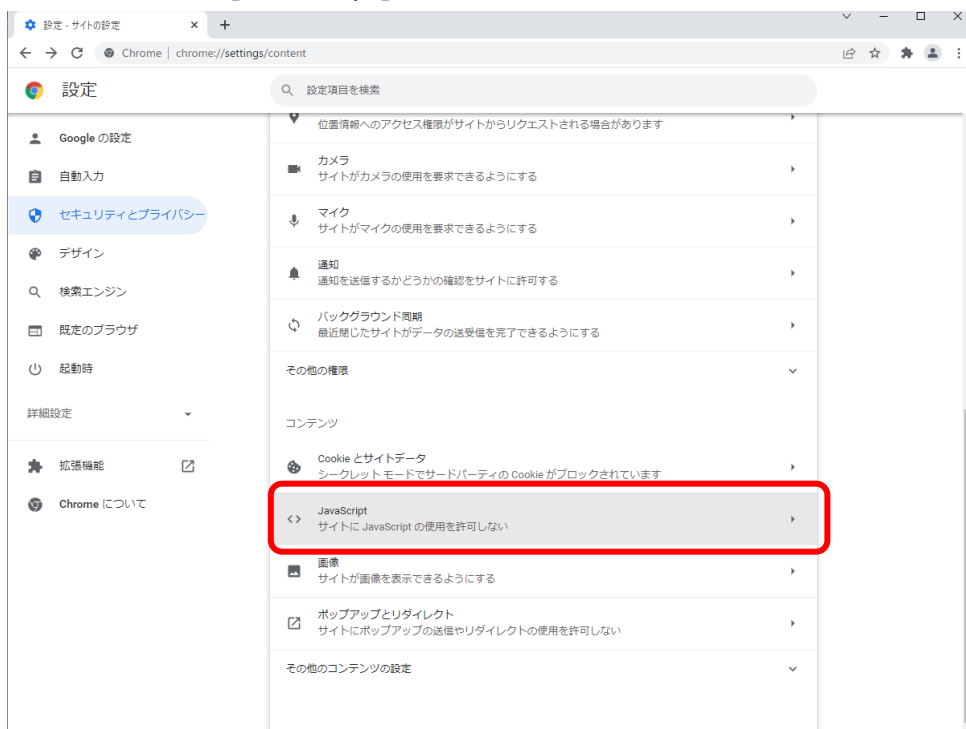 設定 - サイトの設定
Chrome | chrome://settings/content
設定
設定項目を検索
Google の設定
自動入力
セキュリティとプライバシー
デザイン
検索エンジン
既定のブラウザ
起動時
詳細設定
拡張機能
Chrome について
位置情報へのアクセス権限がサイトからリクエストされる場合があります
カメラ
サイトがカメラの使用を要求できるようにする
マイク
サイトがマイクの使用を要求できるようにする
通知
通知を送信するかどうかの確認をサイトに許可する
バックグラウンド同期
最近閉じたサイトがデータの送受信を完了できるようにする
その他の権限
コンテンツ
Cookie とサイトデータ
シークレット モードでサードパーティの Cookie がブロックされています
JavaScript
サイトに JavaScript の使用を許可しない
画像
サイトが画像を表示できるようにする
ポップアップとリダイレクト
サイトにポップアップの送信やリダイレクトの使用を許可しない
その他のコンテンツの設定